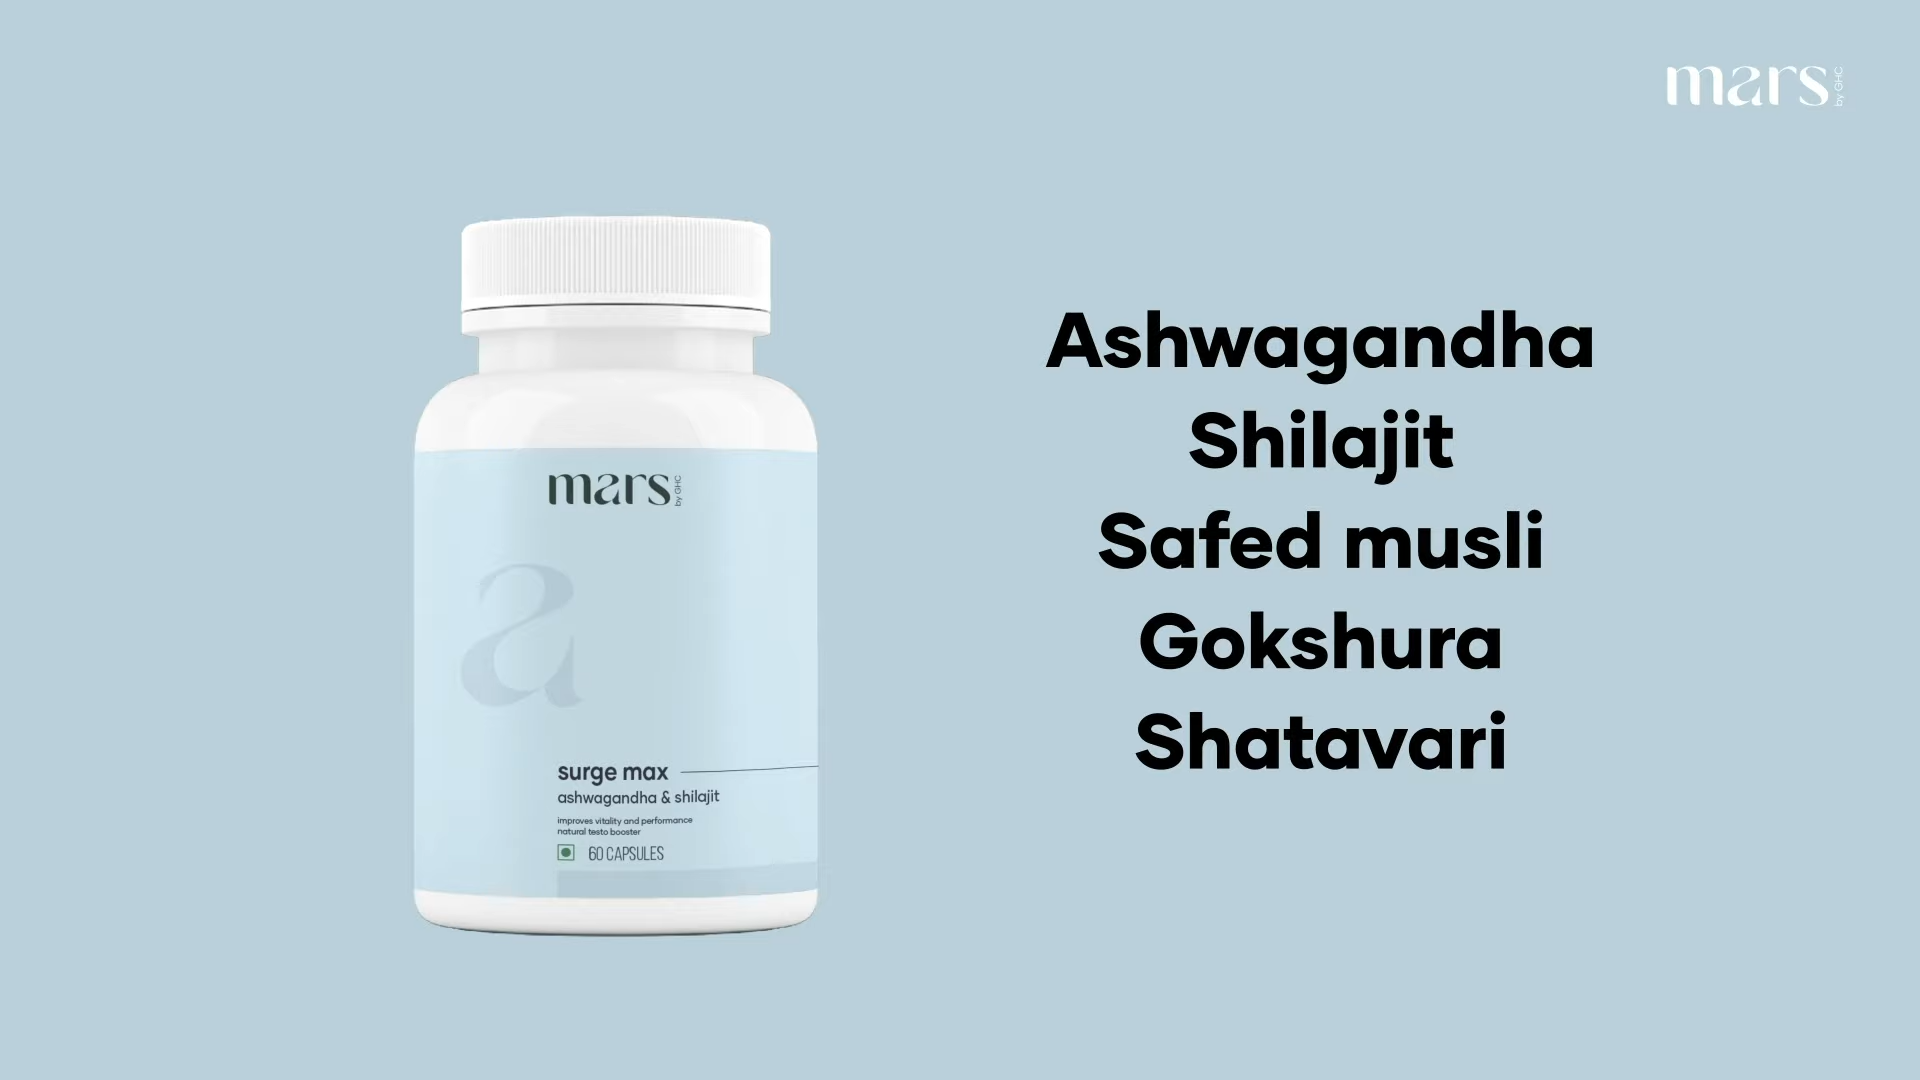 mars by GHC
mars by GHC
a
surge max
ashwagandha & shilajit
improves vitality and performance
natural testo booster
60 CAPSULES
Ashwagandha
Shilajit
Safed musli
Gokshura
Shatavari